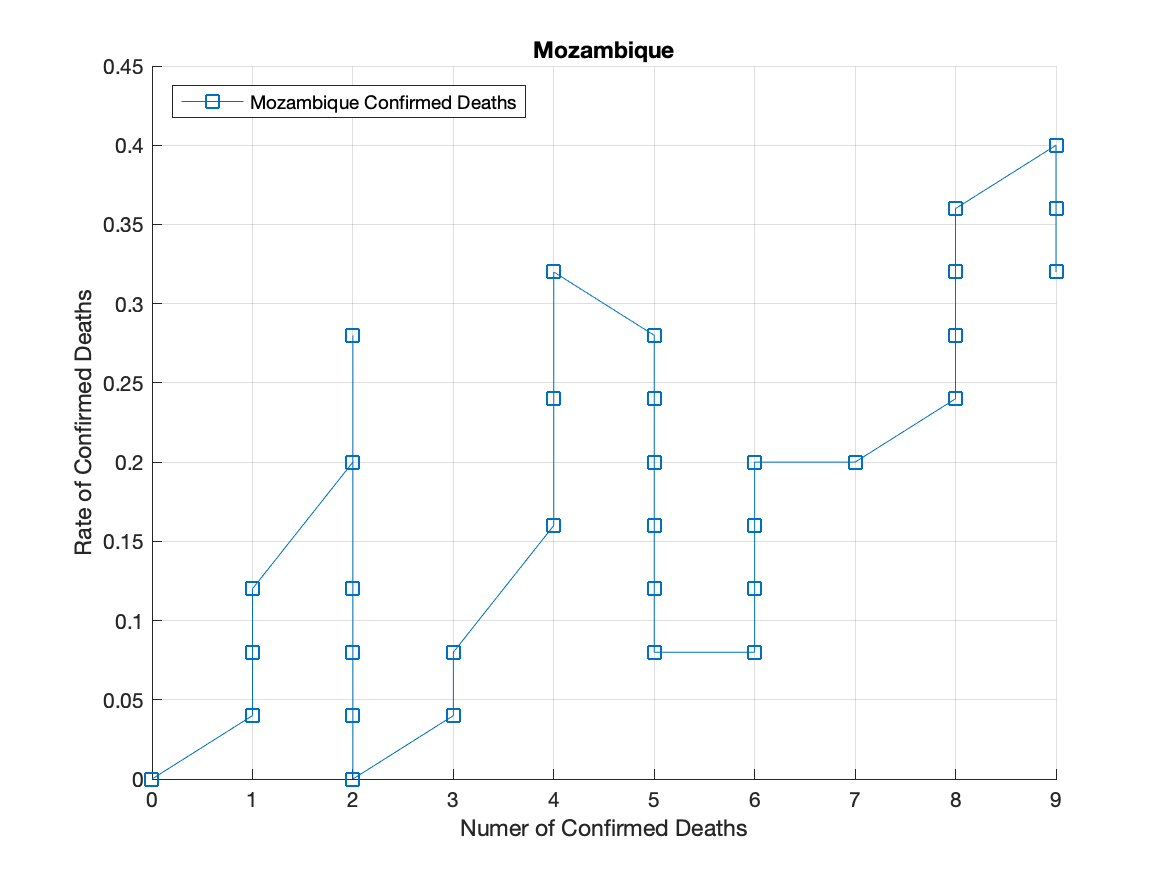 Mozambique
Mozambique Confirmed Deaths
Rate of Confirmed Deaths
0.45
0.4
0.35
0.3
0.25
0.2
0.15
0.1
0.05
0
0 1 2 3 4 5 6 7 8 9
Numer of Confirmed Deaths